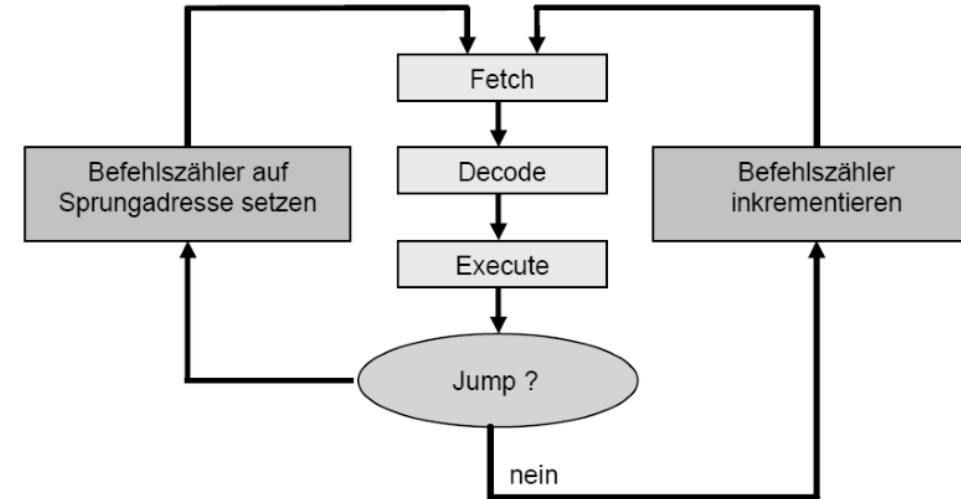 Fetch
Befehlszähler auf
Sprungadresse setzen
Decode
Befehlszähler
inkrementieren
Execute
Jump ?
nein